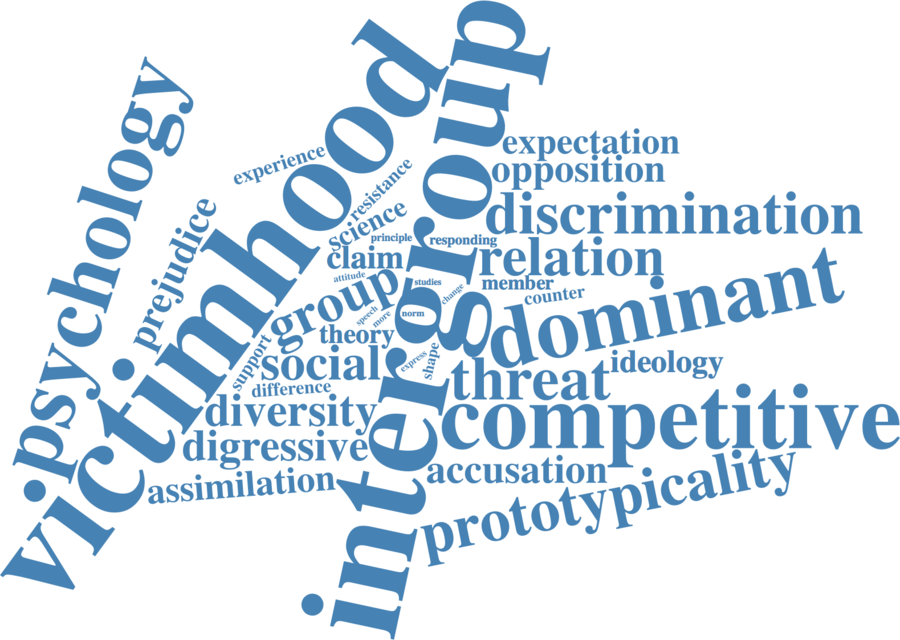 psychology
victimhood
intergroup
experience
prejudice
resistance
science
principle
responding
claim
attitude
studies
group
change
speech
more
norm
theory
support
social
express
shape
difference
diversity
digressive
assimilation
expectation
opposition
discrimination
relation
member
counter
dominant
ideology
threat
competitive
accusation
prototypicality